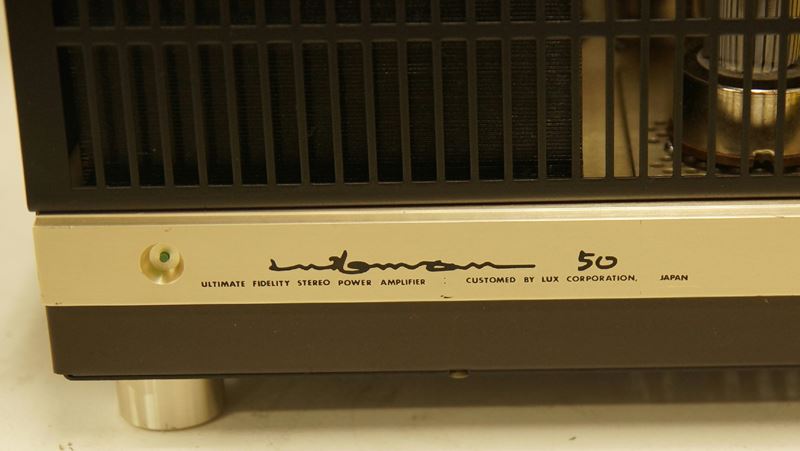 luxman 50
ULTIMATE FIDELITY STEREO POWER AMPLIFIER : CUSTOMED BY LUX CORPORATION, JAPAN